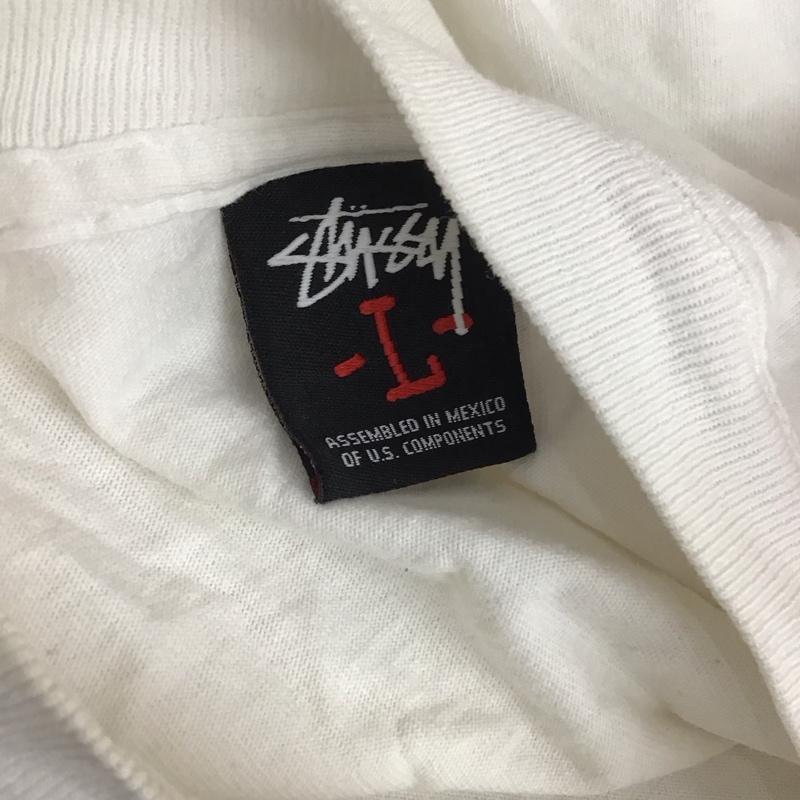 STÜSSY
-L-
ASSEMBLED IN MEXICO
OF U.S. COMPONENTS